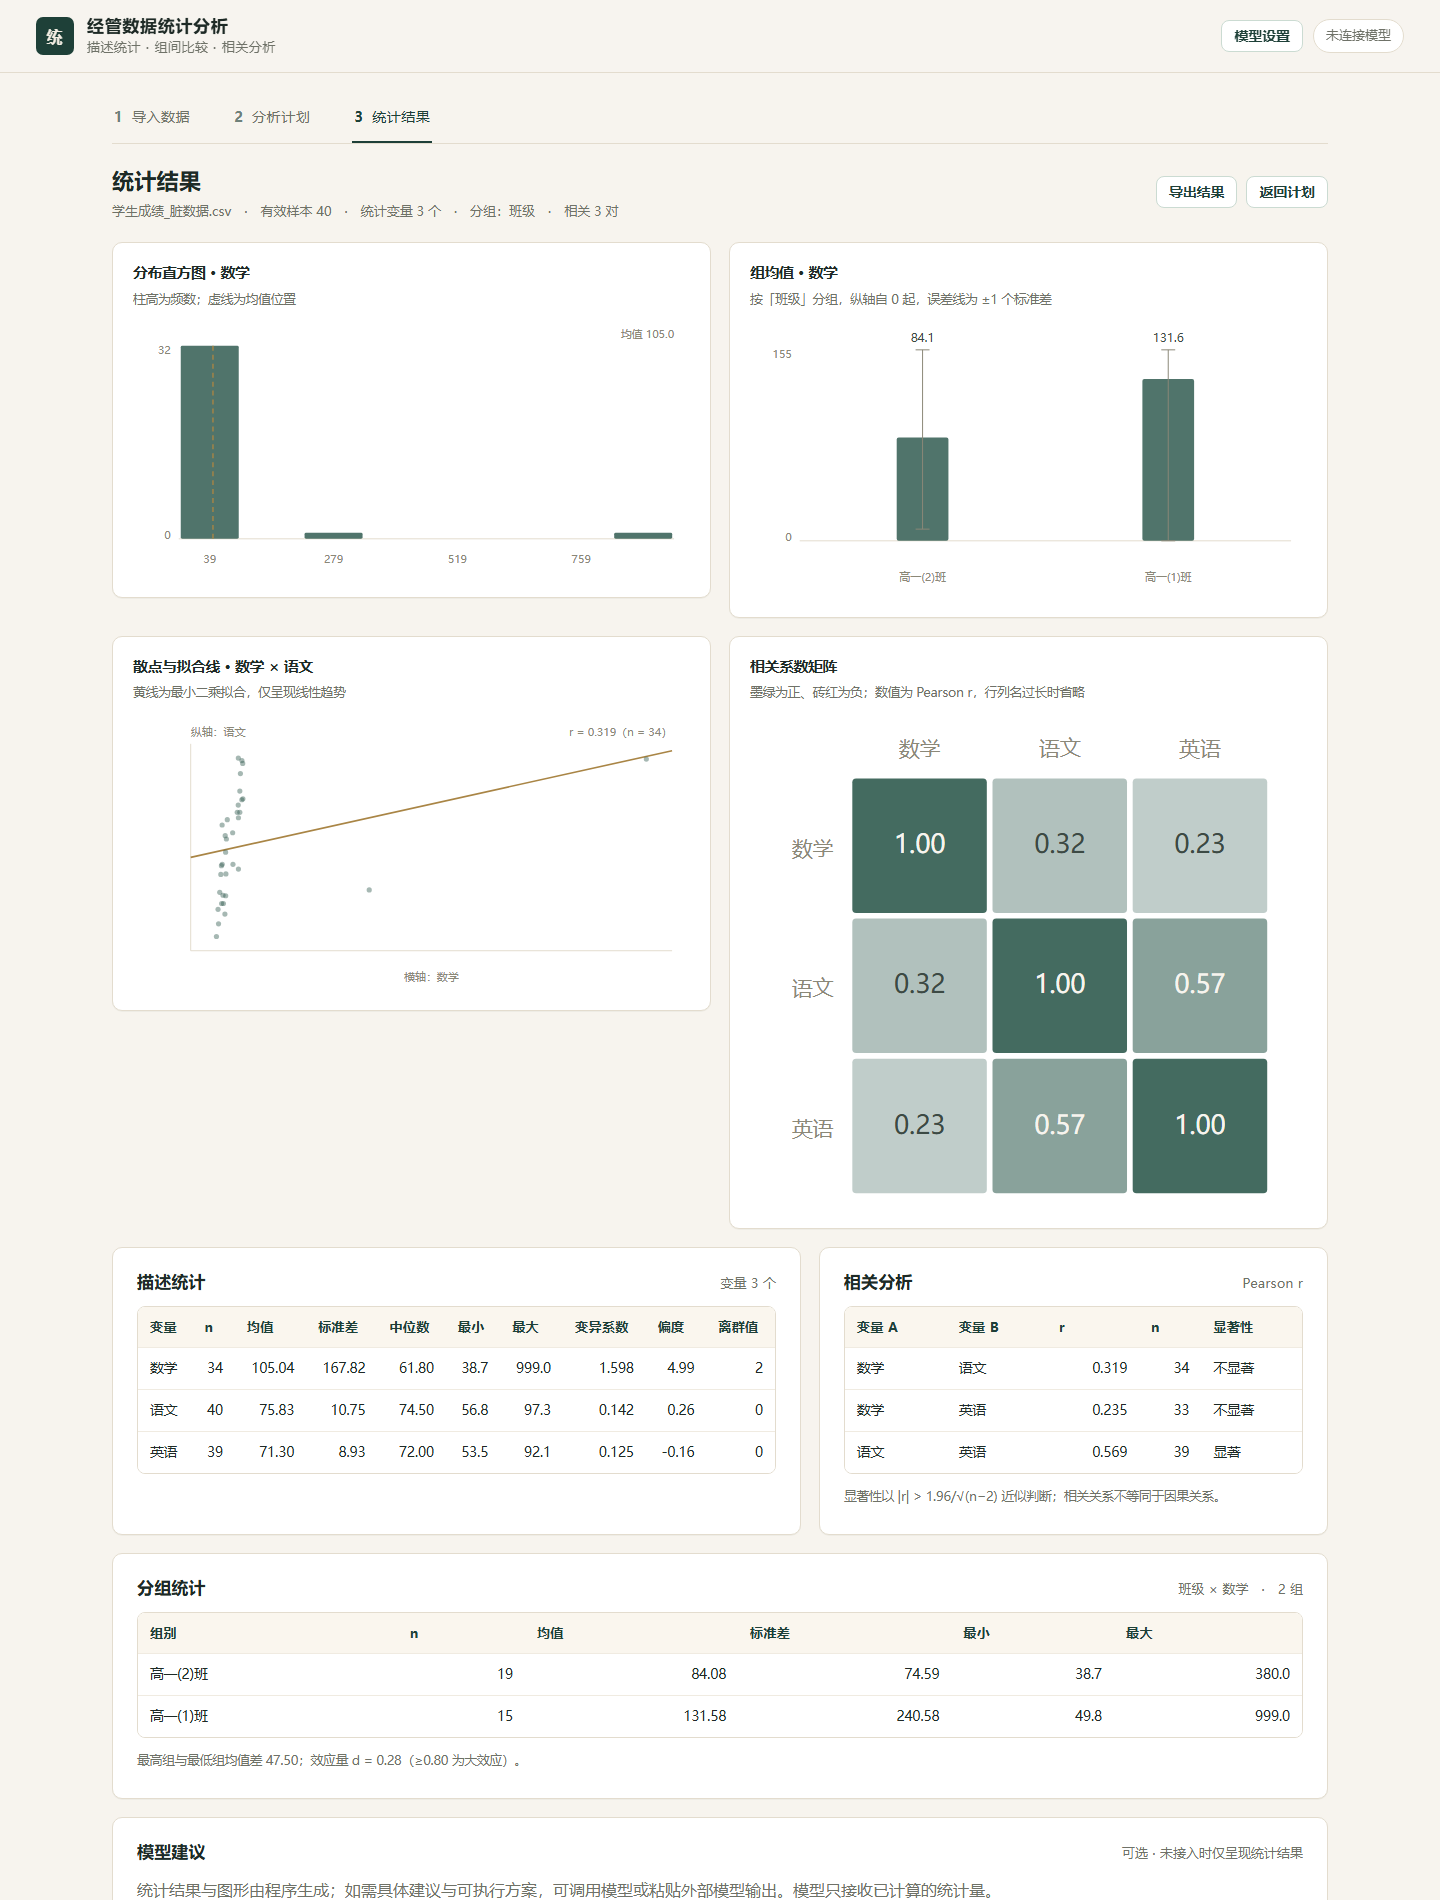 统
经管数据统计分析
描述统计 · 组间比较 · 相关分析
模型设置
未连接模型
1 导入数据
2 分析计划
3 统计结果
统计结果
学生成绩_脏数据.csv · 有效样本 40 · 统计变量 3 个 · 分组：班级 · 相关 3 对
导出结果
返回计划
分布直方图 • 数学
柱高为频数；虚线为均值位置
均值 105.0
32
0
39
279
519
759
组均值 • 数学
按「班级」分组，纵轴自 0 起，误差线为 ±1 个标准差
84.1
131.6
155
0
高一(2)班
高一(1)班
散点与拟合线 • 数学 × 语文
黄线为最小二乘拟合，仅呈现线性趋势
纵轴：语文
r = 0.319（n = 34）
横轴：数学
相关系数矩阵
墨绿为正、砖红为负；数值为 Pearson r，行列名过长时省略
数学 语文 英语
数学 1.00 0.32 0.23
语文 0.32 1.00 0.57
英语 0.23 0.57 1.00
描述统计
变量 3 个
变量 n 均值 标准差 中位数 最小 最大 变异系数 偏度 离群值
数学 34 105.04 167.82 61.80 38.7 999.0 1.598 4.99 2
语文 40 75.83 10.75 74.50 56.8 97.3 0.142 0.26 0
英语 39 71.30 8.93 72.00 53.5 92.1 0.125 -0.16 0
相关分析
Pearson r
变量 A 变量 B r n 显著性
数学 语文 0.319 34 不显著
数学 英语 0.235 33 不显著
语文 英语 0.569 39 显著
显著性以 |r| > 1.96/√(n−2) 近似判断；相关关系不等同于因果关系。
分组统计
班级 × 数学 · 2 组
组别 n 均值 标准差 最小 最大
高一(2)班 19 84.08 74.59 38.7 380.0
高一(1)班 15 131.58 240.58 49.8 999.0
最高组与最低组均值差 47.50；效应量 d = 0.28（≥0.80 为大效应）。
模型建议
可选 · 未接入时仅呈现统计结果
统计结果与图形由程序生成；如需具体建议与可执行方案，可调用模型或粘贴外部模型输出。模型只接收已计算的统计量。